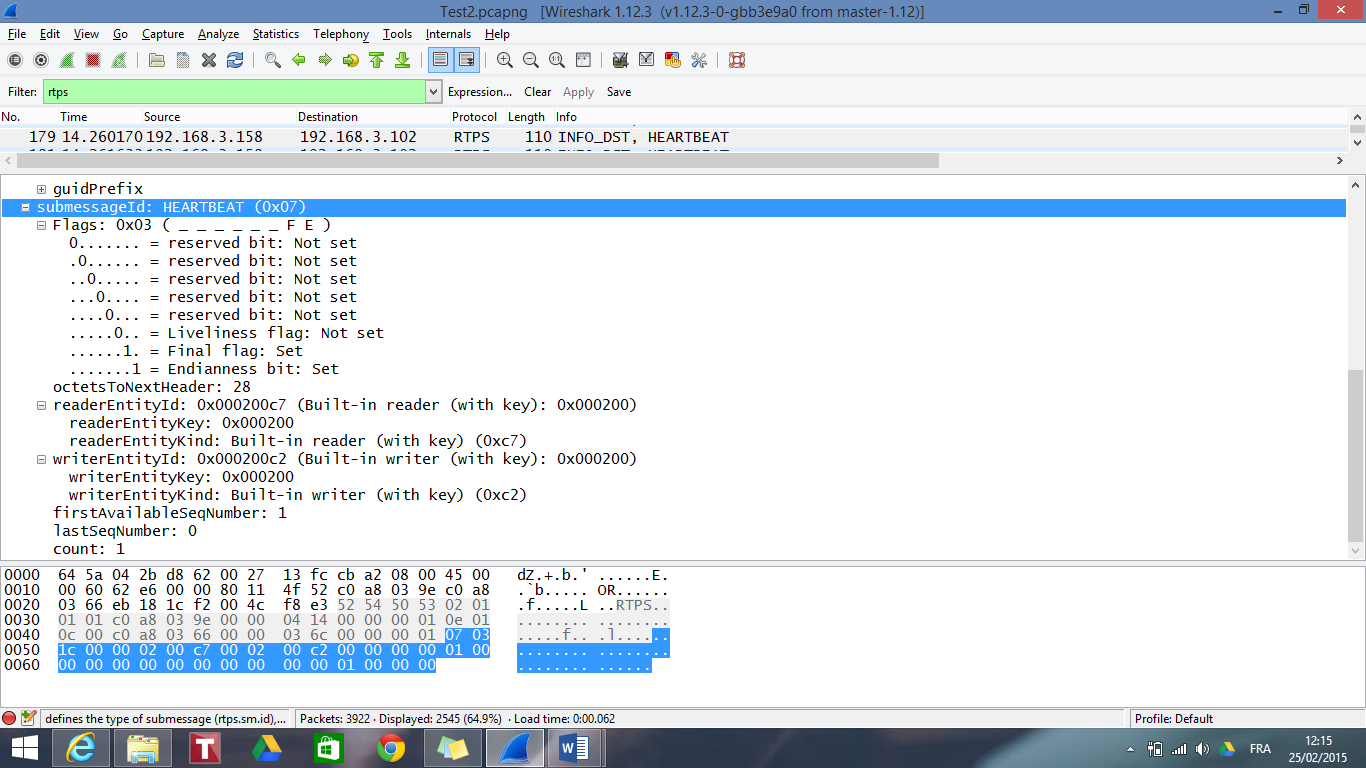 Test2.pcapng [Wireshark 1.12.3 (v1.12.3-0-gbb3e9a0 from master-1.12)]
File Edit View Go Capture Analyze Statistics Telephony Tools Internals Help
Filter: rtps Expression... Clear Apply Save
No. Time Source Destination Protocol Length Info
179 14.260170 192.168.3.158 192.168.3.102 RTPS 110 INFO_DST, HEARTBEAT
guidPrefix
submessageId: HEARTBEAT (0x07)
Flags: 0x03 ( _ _ _ _ _ _ F E )
0....... = reserved bit: Not set
.0...... = reserved bit: Not set
..0..... = reserved bit: Not set
...0.... = reserved bit: Not set
....0... = reserved bit: Not set
.....0.. = Liveliness flag: Not set
......1. = Final flag: Set
.......1 = Endianness bit: Set
octetsToNextHeader: 28
readerEntityId: 0x000200c7 (Built-in reader (with key): 0x000200)
readerEntityKey: 0x000200
readerEntityKind: Built-in reader (with key) (0xc7)
writerEntityId: 0x000200c2 (Built-in writer (with key): 0x000200)
writerEntityKey: 0x000200
writerEntityKind: Built-in writer (with key) (0xc2)
firstAvailableSeqNumber: 1
lastSeqNumber: 0
count: 1
0000 64 5a 04 2b d8 62 00 27 13 fc cb a2 08 00 45 00 dZ.+.b.' ......E.
0010 00 60 62 e6 00 00 80 11 4f 52 c0 a8 03 9e c0 a8 .`b..... OR......
0020 03 66 eb 18 1c f2 00 4c f8 e3 52 54 50 53 02 01 .f.....L ..RTPS..
0030 01 01 c0 a8 03 9e 00 00 04 14 00 00 00 01 0e 01 ........ ........
0040 0c 00 c0 a8 03 66 00 00 03 6c 00 00 00 01 07 03 .....f.. .l......
0050 1c 00 00 02 00 c7 00 02 00 c2 00 00 00 00 01 00 ........ ........
0060 00 00 00 00 00 00 00 00 00 01 00 00 00 ........ ......
defines the type of submessage (rtps.sm.id),... Packets: 3922 · Displayed: 2545 (64.9%) · Load time: 0:00.062 Profile: Default
FRA 12:15
25/02/2015